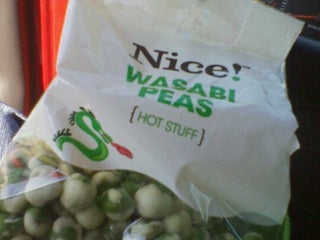 Nice!™
WASABI
PEAS
{HOT STUFF}